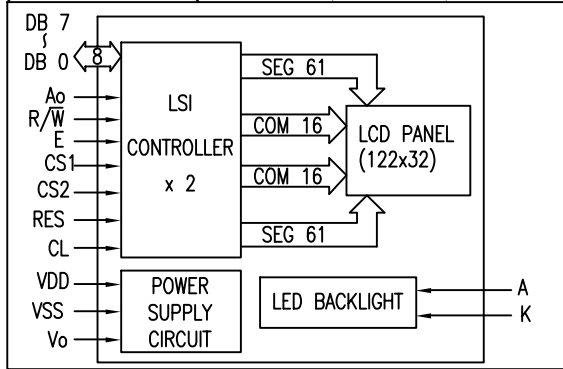 DB 7
~
DB 0
8
Ao
R/W̅
E
CS1
CS2
RES
CL
VDD
VSS
Vo
LSI
CONTROLLER
x 2
SEG 61
COM 16
COM 16
SEG 61
LCD PANEL
(122x32)
POWER
SUPPLY
CIRCUIT
LED BACKLIGHT
A
K